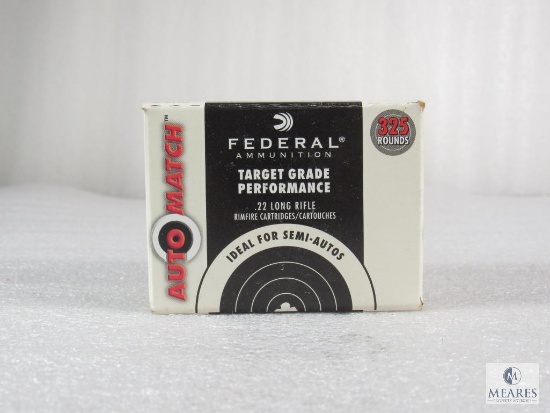 AUTO MATCH™
FEDERAL®
AMMUNITION
TARGET GRADE
PERFORMANCE
.22 LONG RIFLE
RIMFIRE CARTRIDGES/CARTOUCHES
IDEAL FOR SEMI-AUTOS
325
ROUNDS
M
MEARES